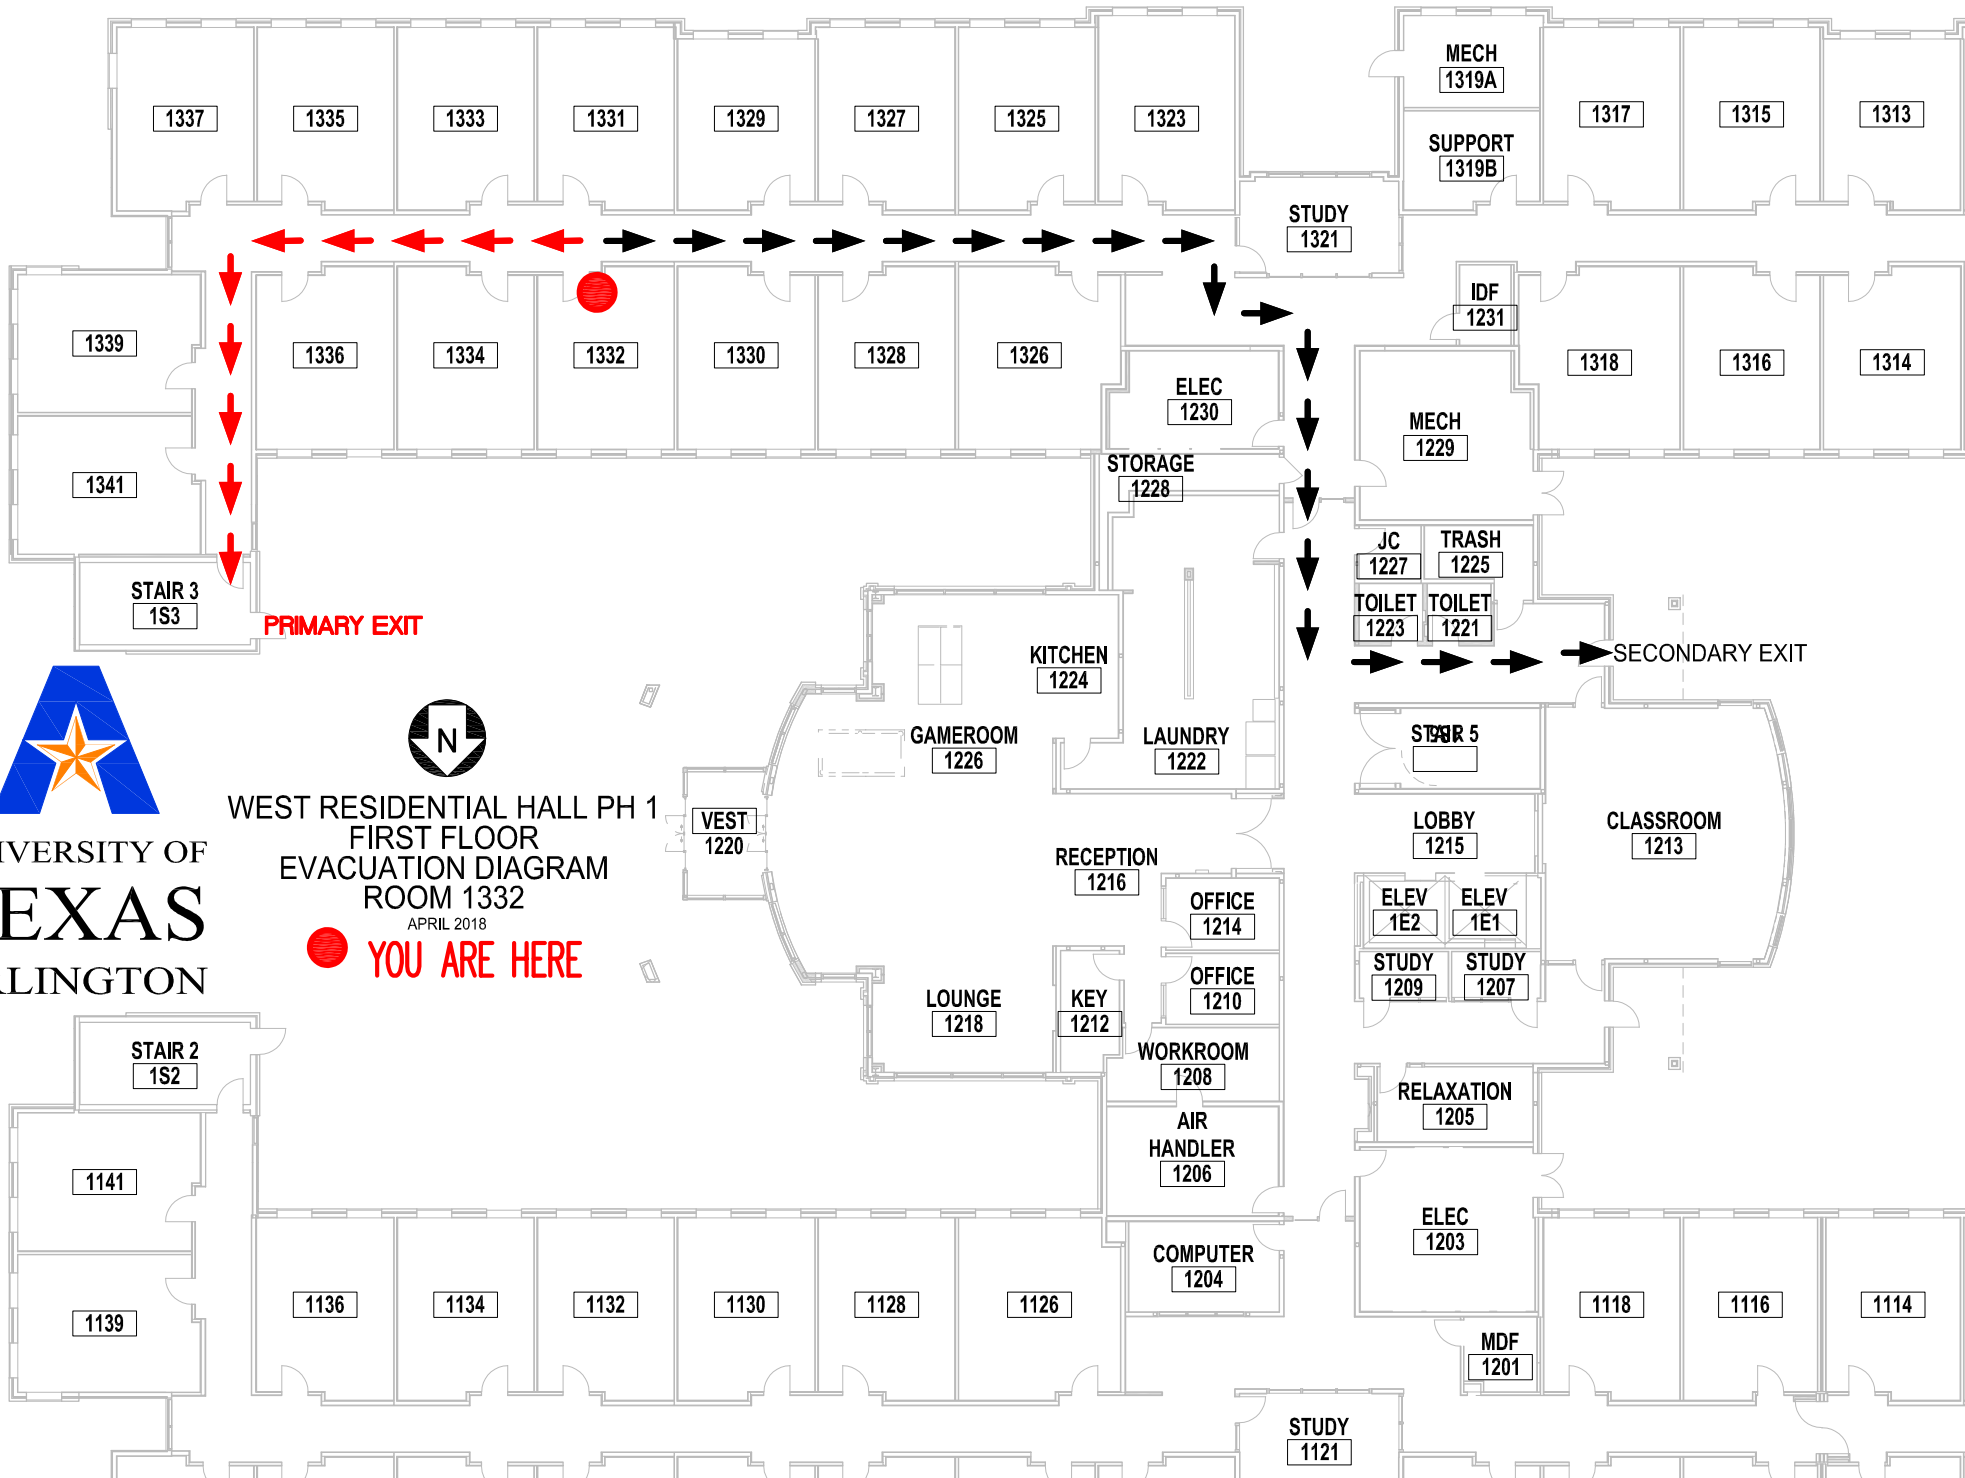 1337
1335
1333
1331
1329
1327
1325
1323
MECH
1319A
SUPPORT
1319B
1317
1315
1313
STUDY
1321
1339
1341
1336
1334
1332
1330
1328
1326
IDF
1231
1318
1316
1314
ELEC
1230
MECH
1229
STORAGE
1228
JC
1227
TRASH
1225
TOILET
1223
TOILET
1221
STAIR 3
1S3
PRIMARY EXIT
SECONDARY EXIT
KITCHEN
1224
GAMEROOM
1226
LAUNDRY
1222
STAIR 5
N
WEST RESIDENTIAL HALL PH 1
FIRST FLOOR
EVACUATION DIAGRAM
ROOM 1332
APRIL 2018
YOU ARE HERE
IVERSITY OF
EXAS
RLINGTON
VEST
1220
LOBBY
1215
CLASSROOM
1213
RECEPTION
1216
OFFICE
1214
ELEV
1E2
ELEV
1E1
STUDY
1209
STUDY
1207
OFFICE
1210
LOUNGE
1218
KEY
1212
WORKROOM
1208
STAIR 2
1S2
RELAXATION
1205
AIR
HANDLER
1206
1141
1139
ELEC
1203
COMPUTER
1204
1136
1134
1132
1130
1128
1126
1118
1116
1114
MDF
1201
STUDY
1121